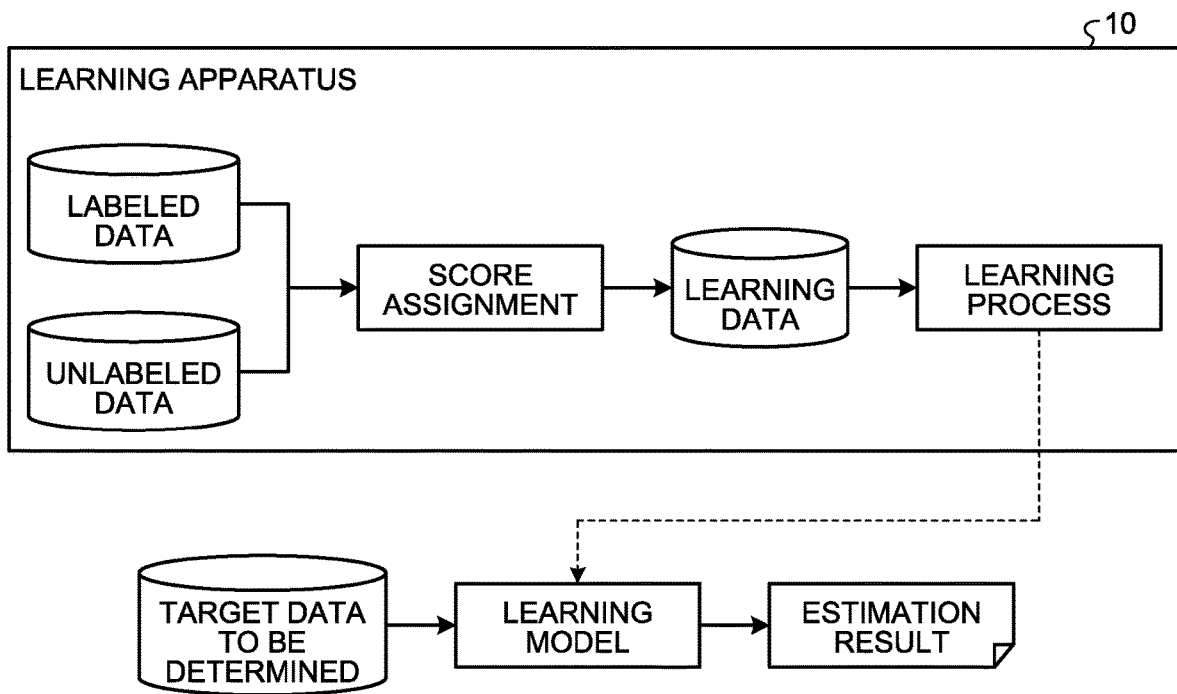 10
LEARNING APPARATUS
LABELED
DATA
UNLABELED
DATA
SCORE
ASSIGNMENT
LEARNING
DATA
LEARNING
PROCESS
TARGET DATA
TO BE
DETERMINED
LEARNING
MODEL
ESTIMATION
RESULT